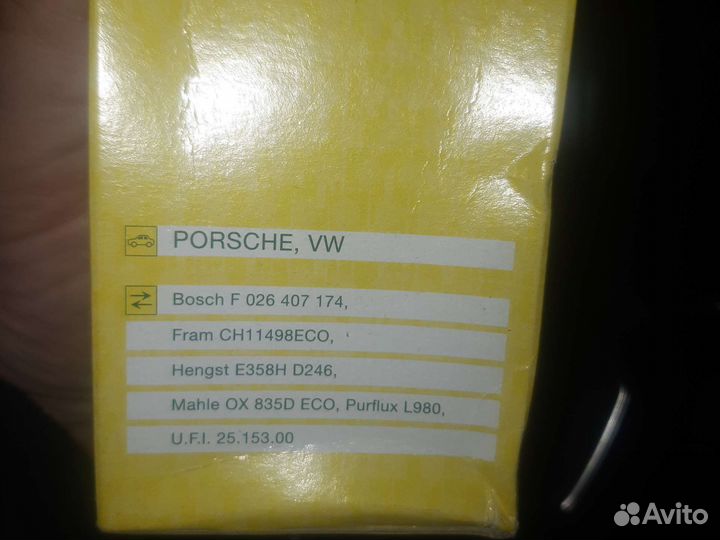 PORSCHE, VW
Bosch F 026 407 174,
Fram CH11498ECO,
Hengst E358H D246,
Mahle OX 835D ECO, Purflux L980,
U.F.I. 25.153.00
Avito